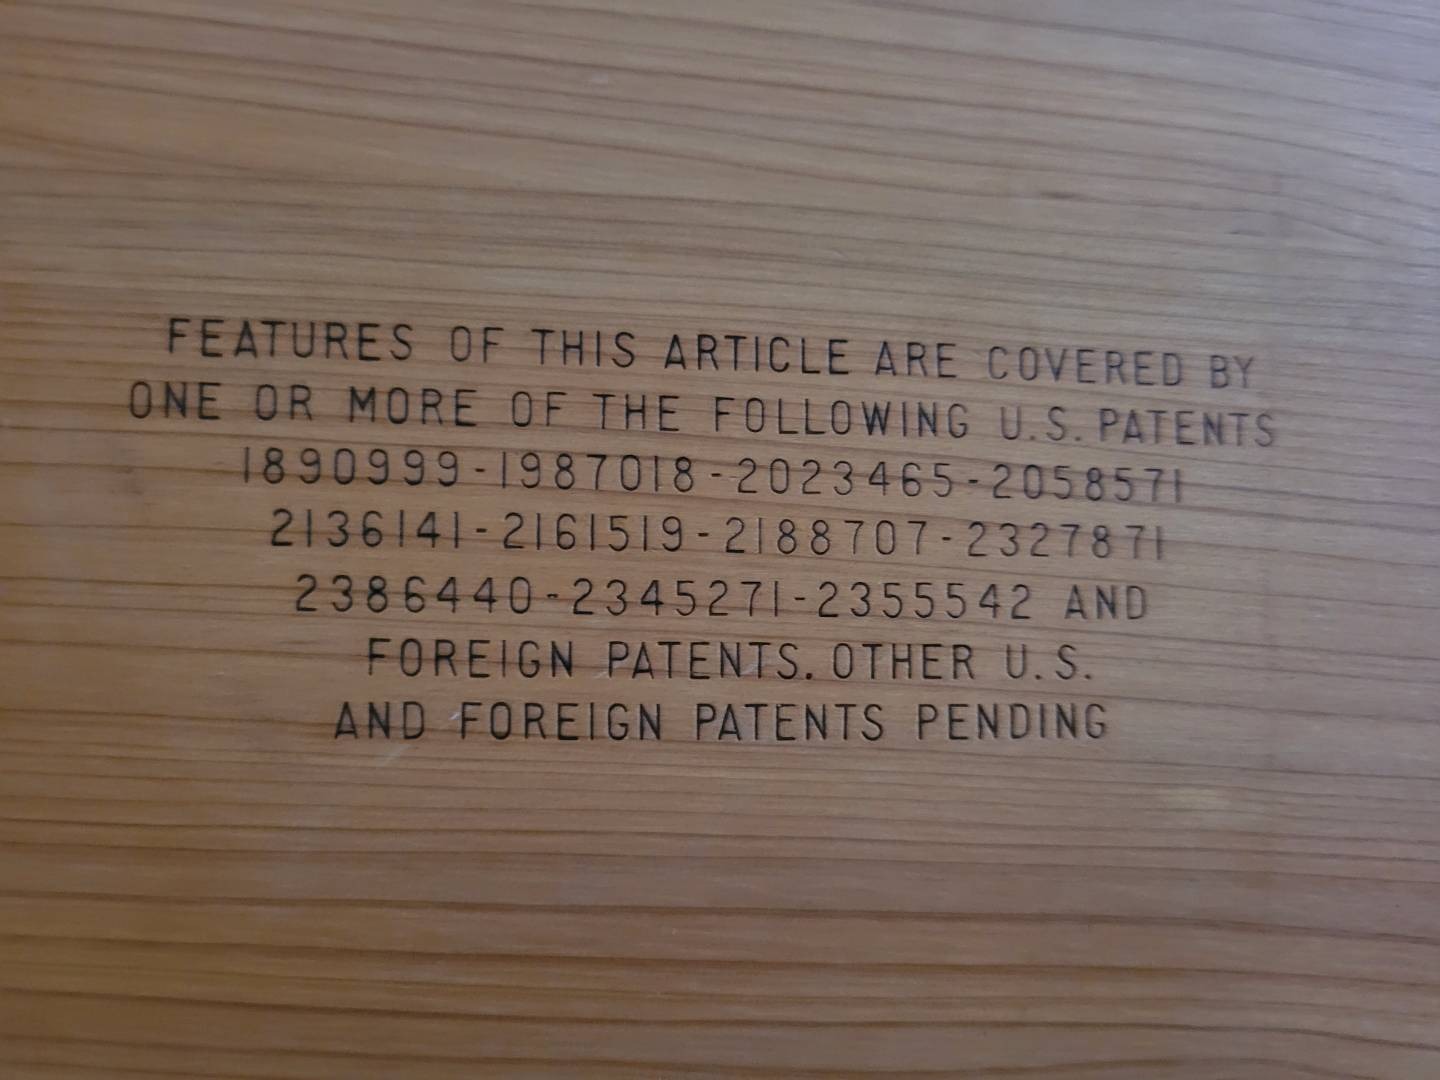 FEATURES OF THIS ARTICLE ARE COVERED BY
ONE OR MORE OF THE FOLLOWING U.S. PATENTS
1890999-1987018-2023465-2058571
2136141-2161519-2188707-2327871
2386440-2345271-2355542 AND
FOREIGN PATENTS. OTHER U.S.
AND FOREIGN PATENTS PENDING